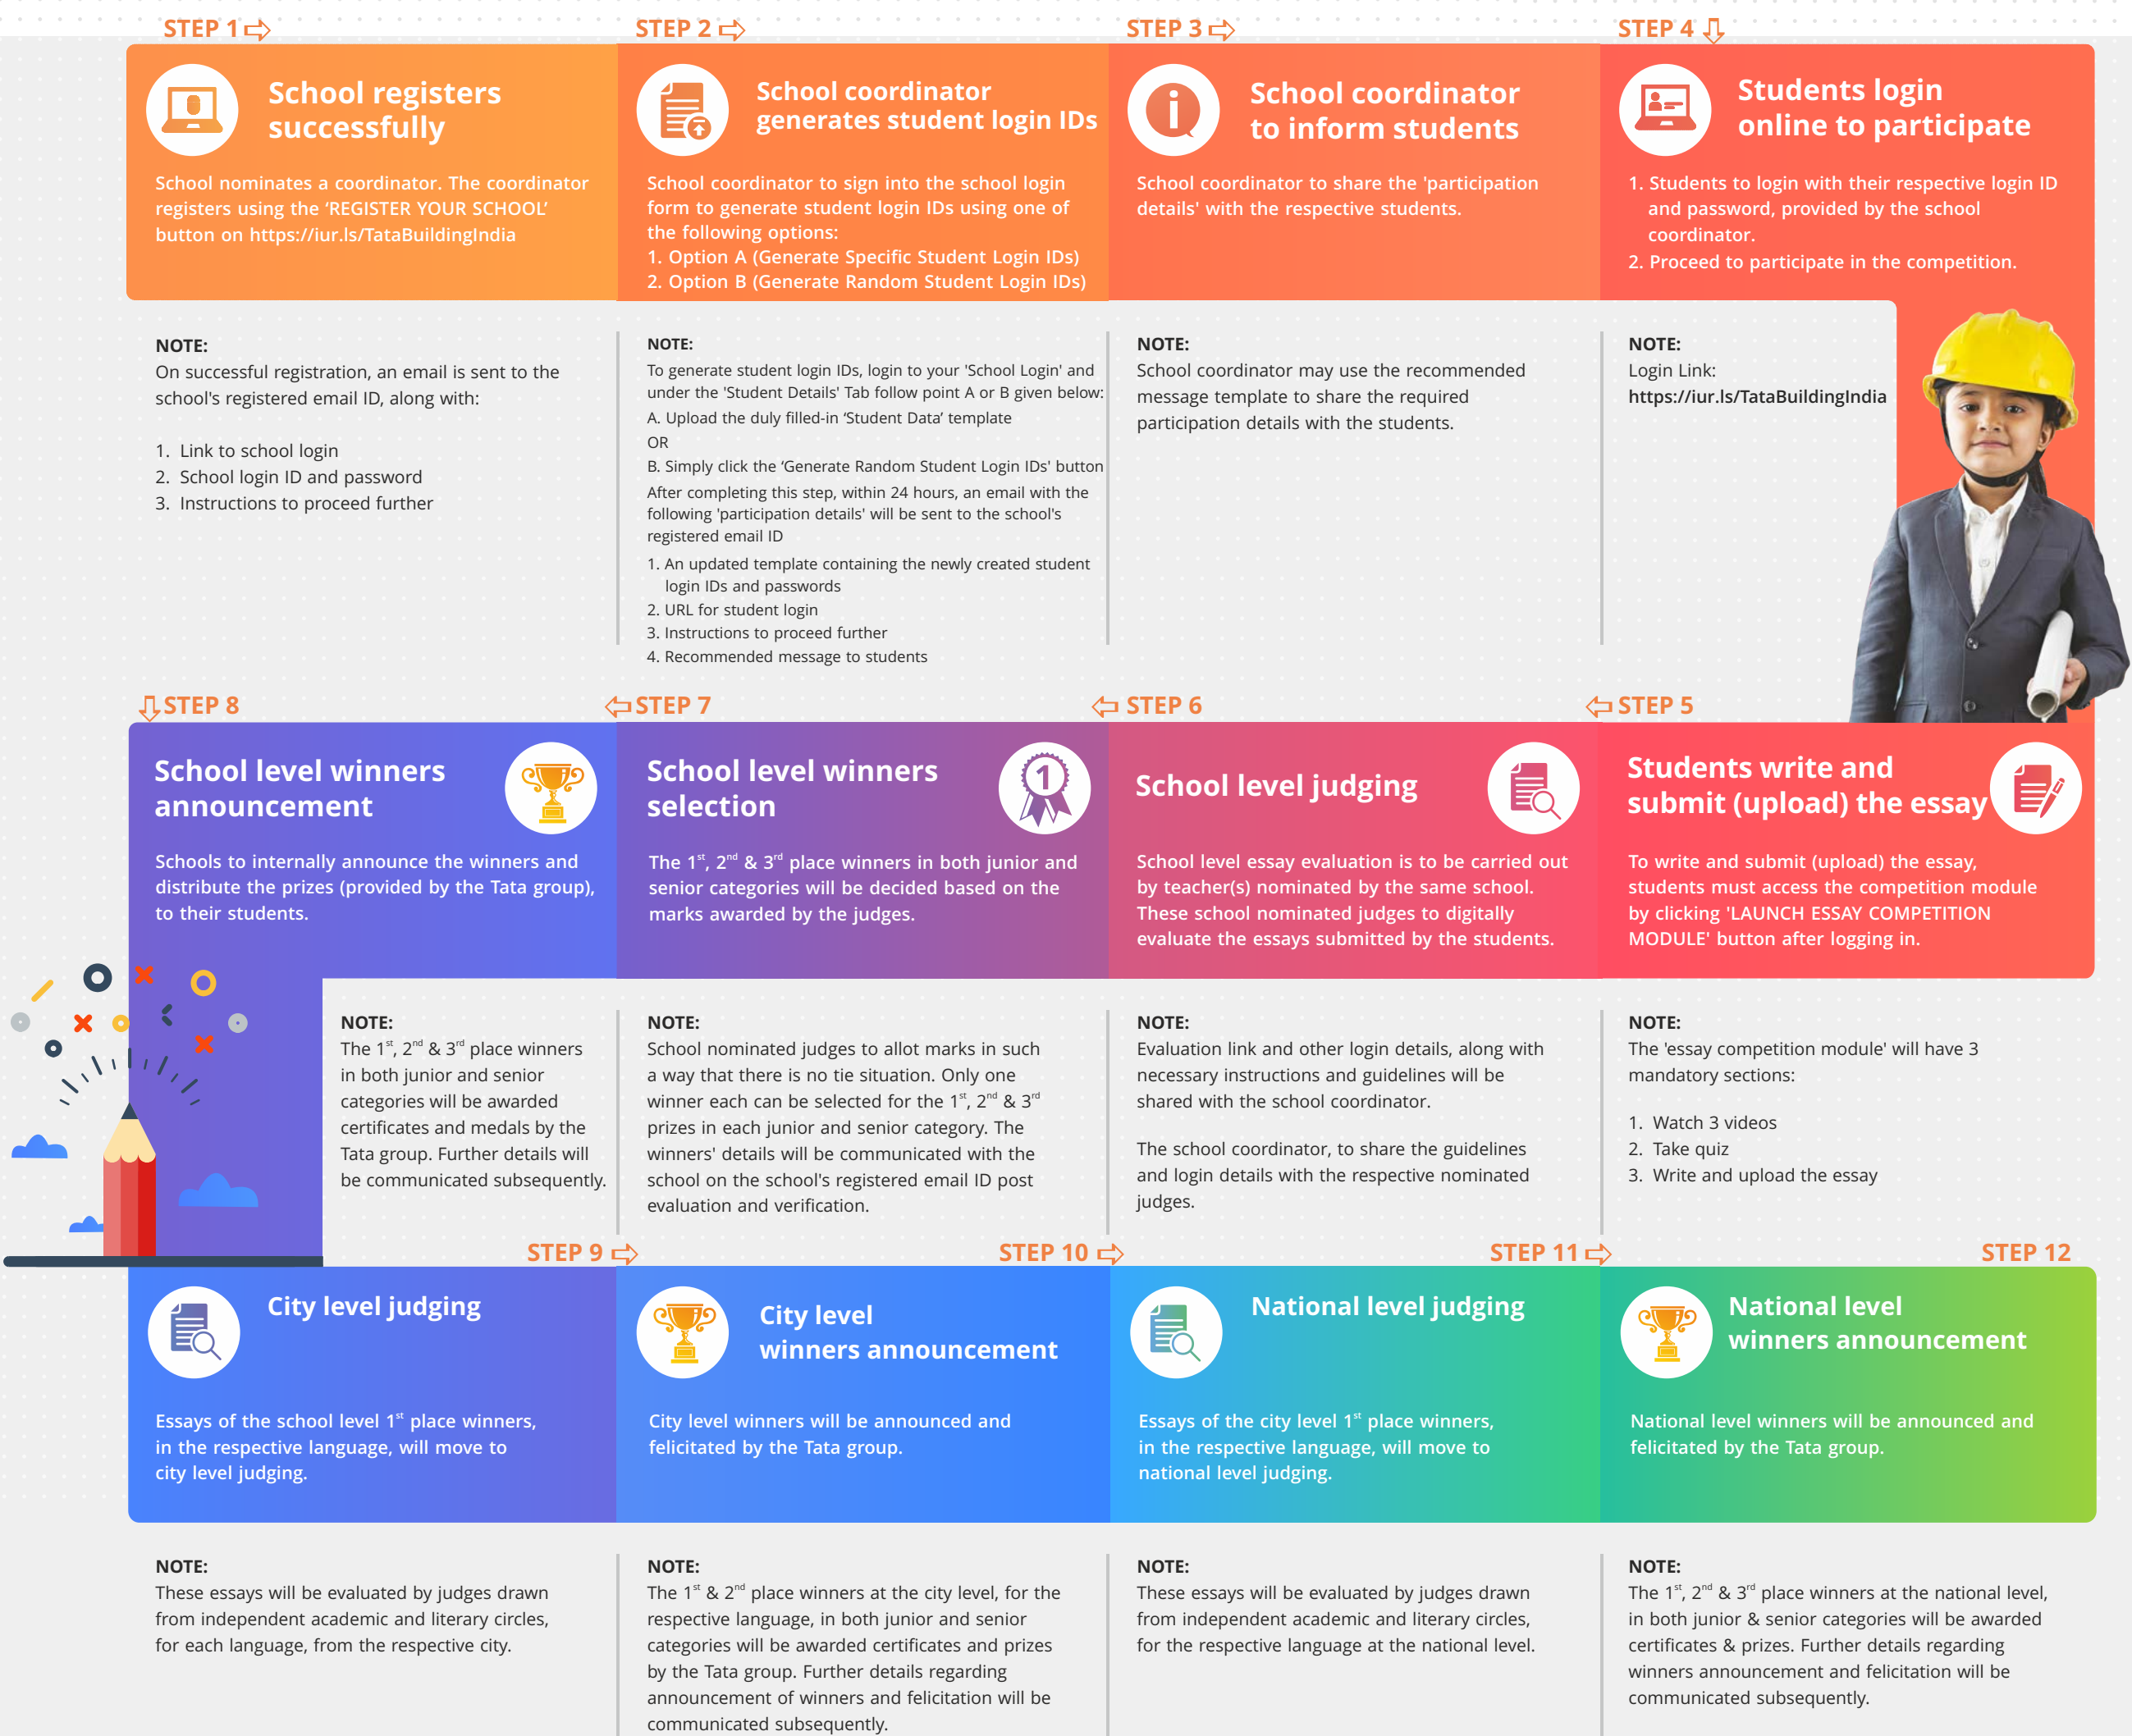 STEP 1
School registers
successfully
School nominates a coordinator. The coordinator
registers using the ‘REGISTER YOUR SCHOOL’
button on https://iur.ls/TataBuildingIndia
NOTE:
On successful registration, an email is sent to the
school's registered email ID, along with:
1. Link to school login
2. School login ID and password
3. Instructions to proceed further
STEP 2
School coordinator
generates student login IDs
School coordinator to sign into the school login
form to generate student login IDs using one of
the following options:
1. Option A (Generate Specific Student Login IDs)
2. Option B (Generate Random Student Login IDs)
NOTE:
To generate student login IDs, login to your 'School Login' and
under the 'Student Details' Tab follow point A or B given below:
A. Upload the duly filled-in ‘Student Data’ template
OR
B. Simply click the ‘Generate Random Student Login IDs' button
After completing this step, within 24 hours, an email with the
following 'participation details' will be sent to the school's
registered email ID
1. An updated template containing the newly created student
login IDs and passwords
2. URL for student login
3. Instructions to proceed further
4. Recommended message to students
STEP 3
School coordinator
to inform students
School coordinator to share the 'participation
details' with the respective students.
NOTE:
School coordinator may use the recommended
message template to share the required
participation details with the students.
STEP 4
Students login
online to participate
1. Students to login with their respective login ID
and password, provided by the school
coordinator.
2. Proceed to participate in the competition.
NOTE:
Login Link:
https://iur.ls/TataBuildingIndia
STEP 5
Students write and
submit (upload) the essay
To write and submit (upload) the essay,
students must access the competition module
by clicking 'LAUNCH ESSAY COMPETITION
MODULE' button after logging in.
NOTE:
The 'essay competition module' will have 3
mandatory sections:
1. Watch 3 videos
2. Take quiz
3. Write and upload the essay
STEP 6
School level judging
School level essay evaluation is to be carried out
by teacher(s) nominated by the same school.
These school nominated judges to digitally
evaluate the essays submitted by the students.
NOTE:
Evaluation link and other login details, along with
necessary instructions and guidelines will be
shared with the school coordinator.
The school coordinator, to share the guidelines
and login details with the respective nominated
judges.
STEP 7
School level winners
selection
1
The 1st, 2nd & 3rd place winners in both junior and
senior categories will be decided based on the
marks awarded by the judges.
NOTE:
School nominated judges to allot marks in such
a way that there is no tie situation. Only one
winner each can be selected for the 1st, 2nd & 3rd
prizes in each junior and senior category. The
winners' details will be communicated with the
school on the school's registered email ID post
evaluation and verification.
STEP 8
School level winners
announcement
Schools to internally announce the winners and
distribute the prizes (provided by the Tata group),
to their students.
NOTE:
The 1st, 2nd & 3rd place winners
in both junior and senior
categories will be awarded
certificates and medals by the
Tata group. Further details will
be communicated subsequently.
STEP 9
City level judging
Essays of the school level 1st place winners,
in the respective language, will move to
city level judging.
NOTE:
These essays will be evaluated by judges drawn
from independent academic and literary circles,
for each language, from the respective city.
STEP 10
City level
winners announcement
City level winners will be announced and
felicitated by the Tata group.
NOTE:
The 1st & 2nd place winners at the city level, for the
respective language, in both junior and senior
categories will be awarded certificates and prizes
by the Tata group. Further details regarding
announcement of winners and felicitation will be
communicated subsequently.
STEP 11
National level judging
Essays of the city level 1st place winners,
in the respective language, will move to
national level judging.
NOTE:
These essays will be evaluated by judges drawn
from independent academic and literary circles,
for the respective language at the national level.
STEP 12
National level
winners announcement
National level winners will be announced and
felicitated by the Tata group.
NOTE:
The 1st, 2nd & 3rd place winners at the national level,
in both junior & senior categories will be awarded
certificates & prizes. Further details regarding
winners announcement and felicitation will be
communicated subsequently.